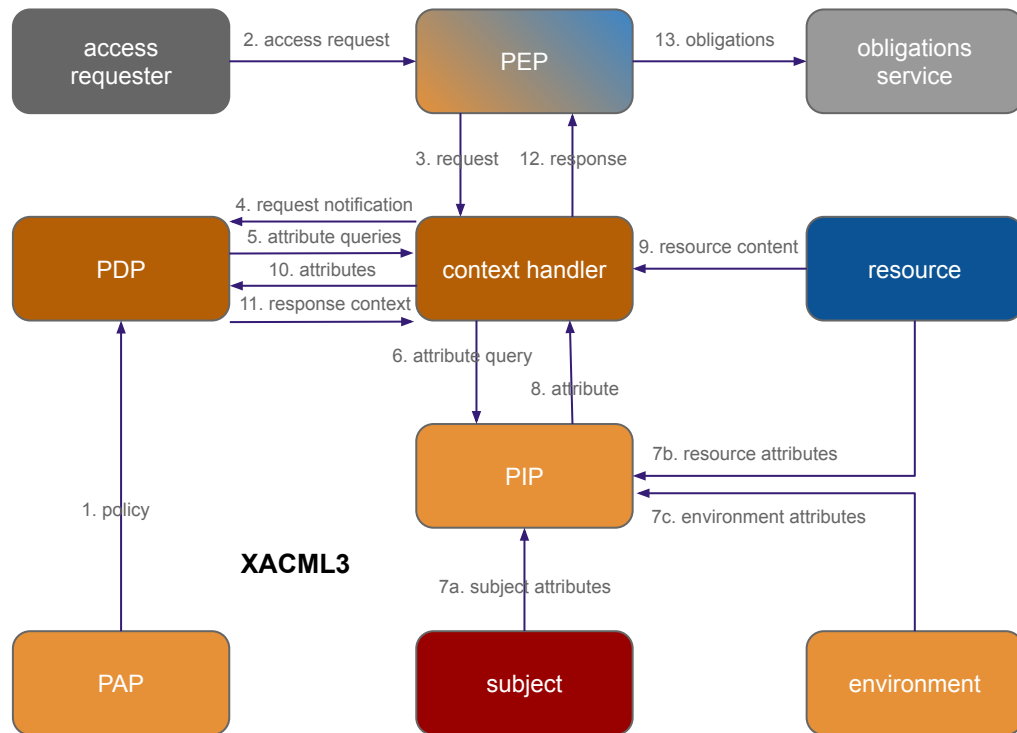 access
requester
2. access request
PEP
13. obligations
obligations
service
3. request
12. response
4. request notification
5. attribute queries
PDP
10. attributes
11. response context
context handler
9. resource content
resource
6. attribute query
8. attribute
PIP
7b. resource attributes
7c. environment attributes
1. policy
XACML3
7a. subject attributes
PAP
subject
environment